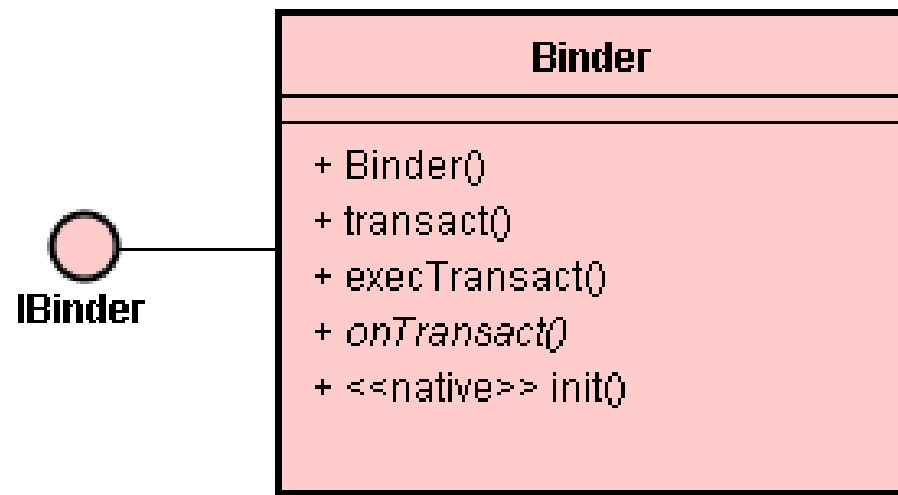 Binder
+ Binder()
+ transact()
+ execTransact()
+ onTransact()
+ <<native>> init()
IBinder